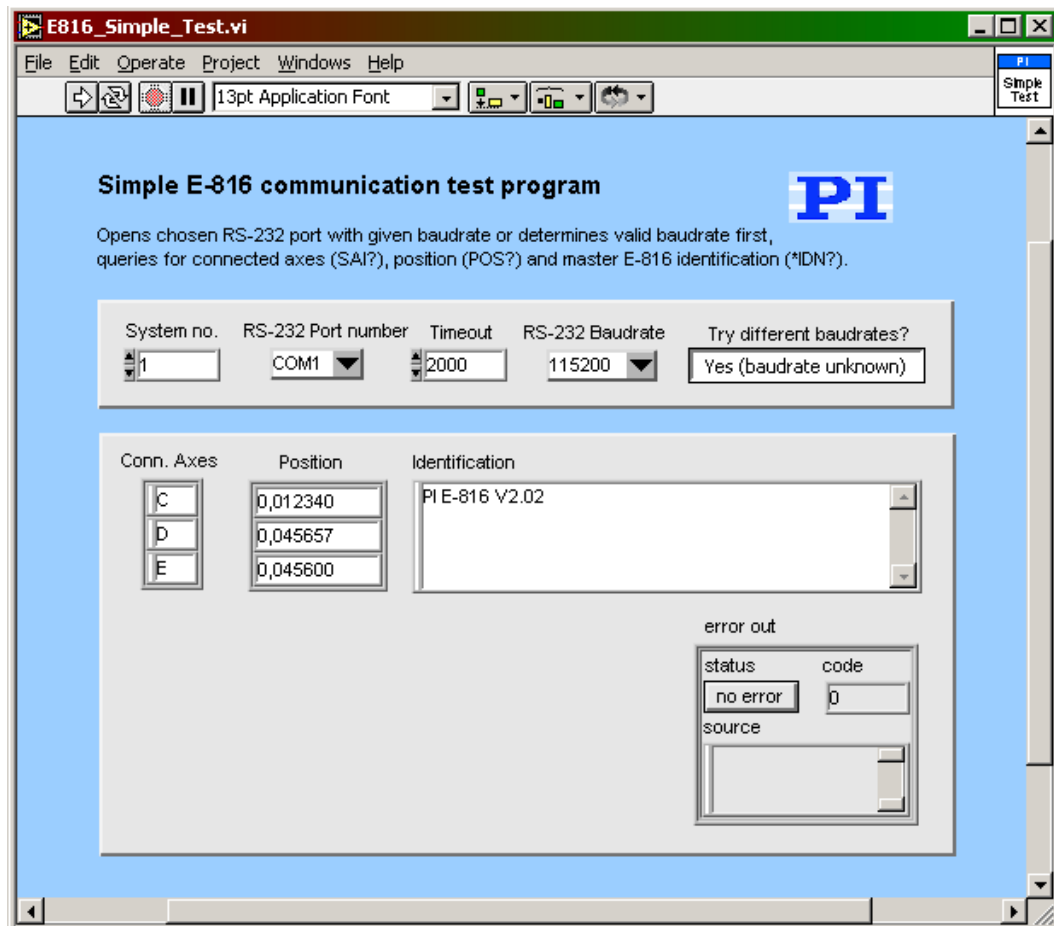 E816_Simple_Test.vi
File Edit Operate Project Windows Help
PI
Simple
Test
13pt Application Font
Simple E-816 communication test program
PI
Opens chosen RS-232 port with given baudrate or determines valid baudrate first,
queries for connected axes (SAI?), position (POS?) and master E-816 identification (*IDN?).
System no. RS-232 Port number Timeout RS-232 Baudrate Try different baudrates?
1 COM1 2000 115200 Yes (baudrate unknown)
Conn. Axes Position Identification
C 0,012340 PI E-816 V2.02
D 0,045657
E 0,045600
error out
status code
no error 0
source